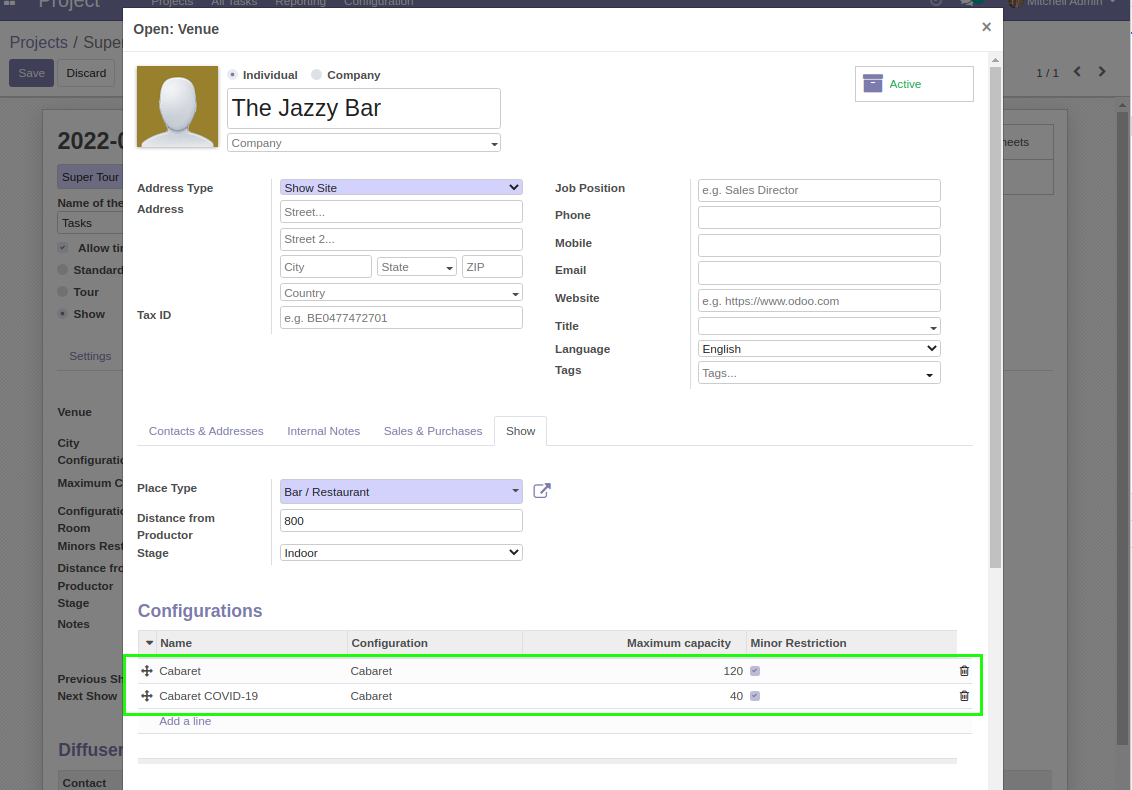 Project
Projects All Tasks Reporting Configuration
Mitchell Admin
Open: Venue
×
Projects / Super
Save Discard
1 / 1
Individual Company
Active
The Jazzy Bar
Company
2022-0
Super Tour
Name of the
Tasks
Allow tim
Standard
Tour
Show
Settings
Venue
City
Configuratio
Maximum C
Configuratio
Room
Minors Rest
Distance fro
Productor
Stage
Notes
Previous Sh
Next Show
Diffuser
Contact
eets
Address Type Show Site
Address Street...
Street 2...
City State ZIP
Country
Tax ID e.g. BE0477472701
Job Position e.g. Sales Director
Phone
Mobile
Email
Website e.g. https://www.odoo.com
Title
Language English
Tags Tags...
Contacts & Addresses Internal Notes Sales & Purchases Show
Place Type Bar / Restaurant
Distance from
Productor
800
Stage Indoor
Configurations
Name Configuration Maximum capacity Minor Restriction
Cabaret Cabaret 120
Cabaret COVID-19 Cabaret 40
Add a line